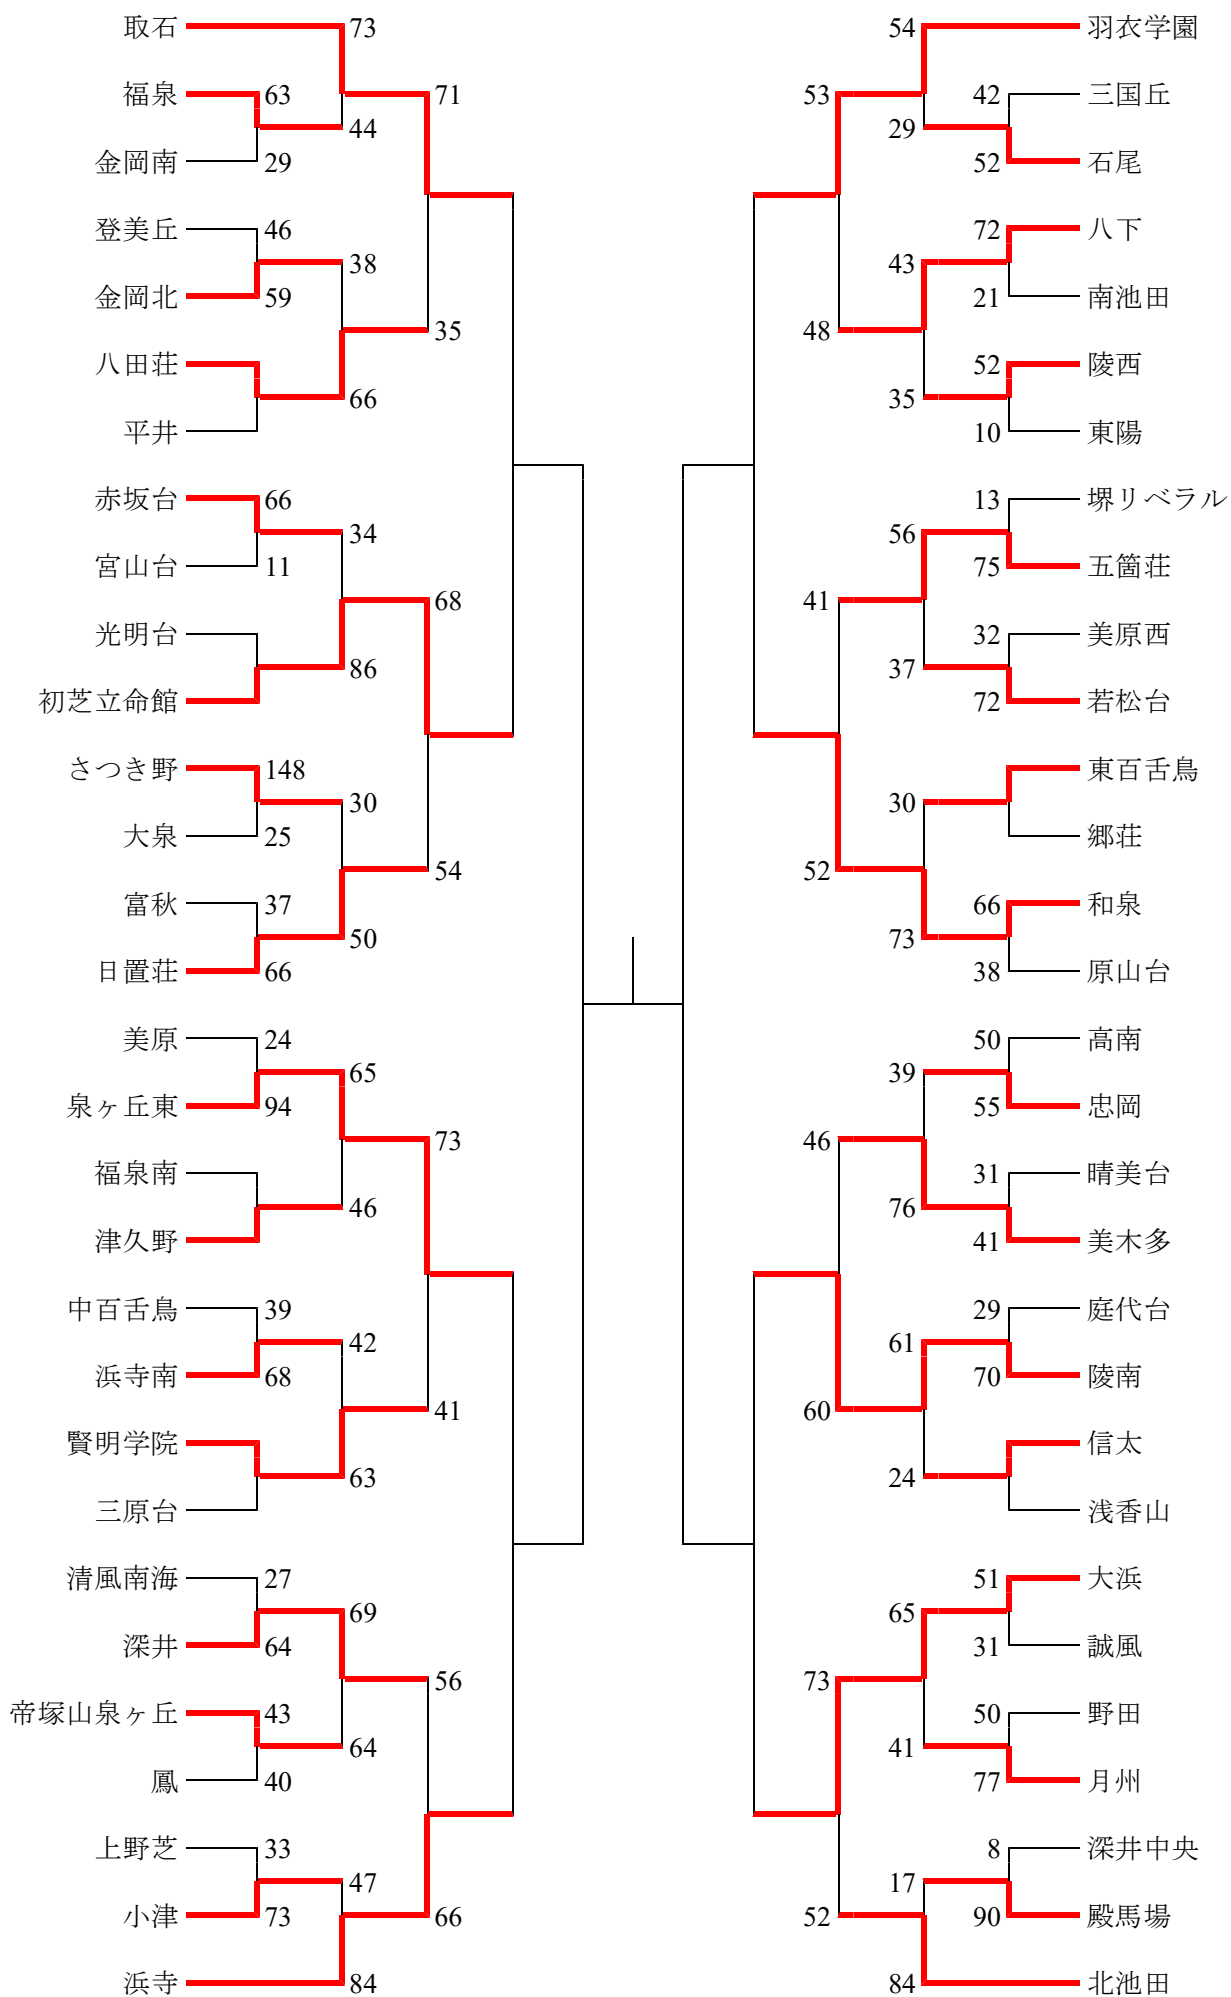 取石 73 54 羽衣学園
福泉 63 71 53 42 三国丘
44 29
金岡南 29 52 石尾
登美丘 46 72 八下
38 43
金岡北 59 21 南池田
35 48
八田荘 52 陵西
66 35
平井 10 東陽
赤坂台 66 13 堺リベラル
34 56
宮山台 11 75 五箇荘
68 41
光明台 32 美原西
86 37
初芝立命館 72 若松台
さつき野 148 東百舌鳥
30 30
大泉 25 郷荘
54 52
富秋 37 66 和泉
50 73
日置荘 66 38 原山台
美原 24 50 高南
65 39
泉ヶ丘東 94 55 忠岡
73 46
福泉南 31 晴美台
46 76
津久野 41 美木多
中百舌鳥 39 29 庭代台
42 61
浜寺南 68 70 陵南
41 60
賢明学院 信太
63 24
三原台 浅香山
清風南海 27 51 大浜
69 65
深井 64 31 誠風
56 73
帝塚山泉ヶ丘 43 50 野田
64 41
鳳 40 77 月州
上野芝 33 8 深井中央
47 17
小津 73 66 52 90 殿馬場
浜寺 84 84 北池田